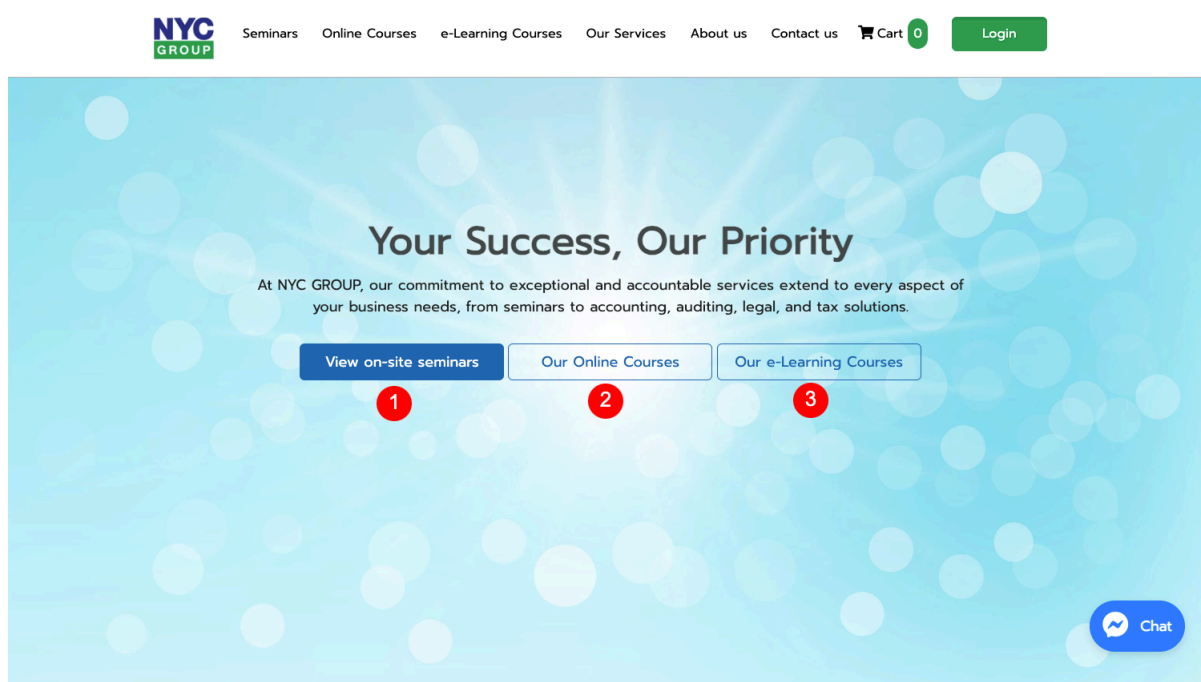 NYC
GROUP
Seminars Online Courses e-Learning Courses Our Services About us Contact us Cart 0 Login
Your Success, Our Priority
At NYC GROUP, our commitment to exceptional and accountable services extend to every aspect of
your business needs, from seminars to accounting, auditing, legal, and tax solutions.
View on-site seminars Our Online Courses Our e-Learning Courses
1 2 3
Chat